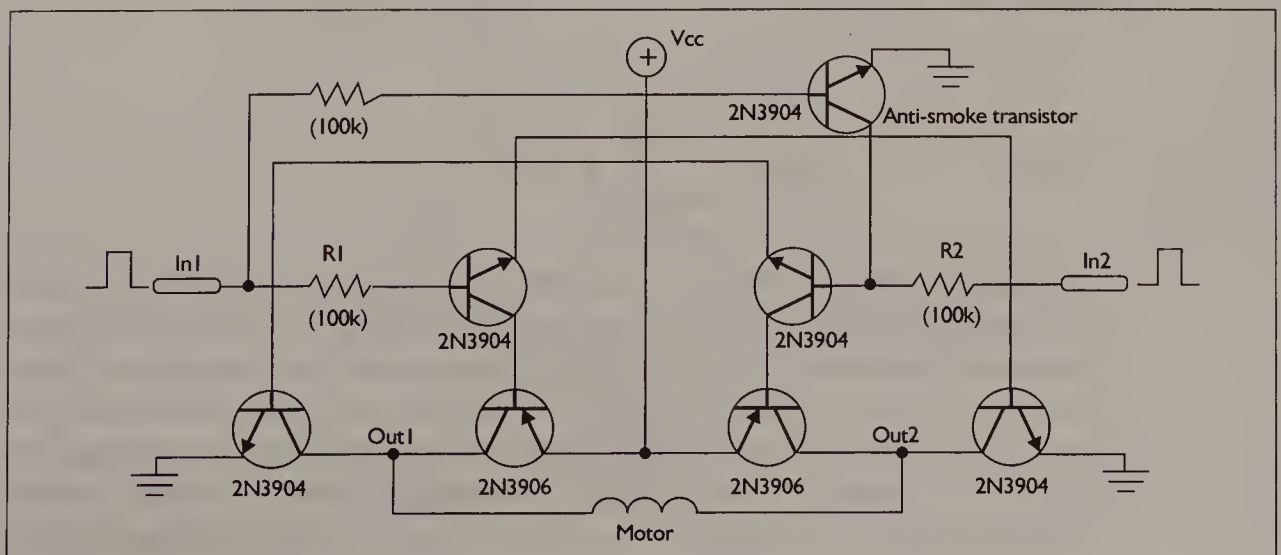 Vcc
(100k)
2N3904
Anti-smoke transistor
In1
R1
(100k)
2N3904
R2
(100k)
In2
2N3904
Out1
Out2
2N3904
2N3906
2N3906
2N3904
Motor